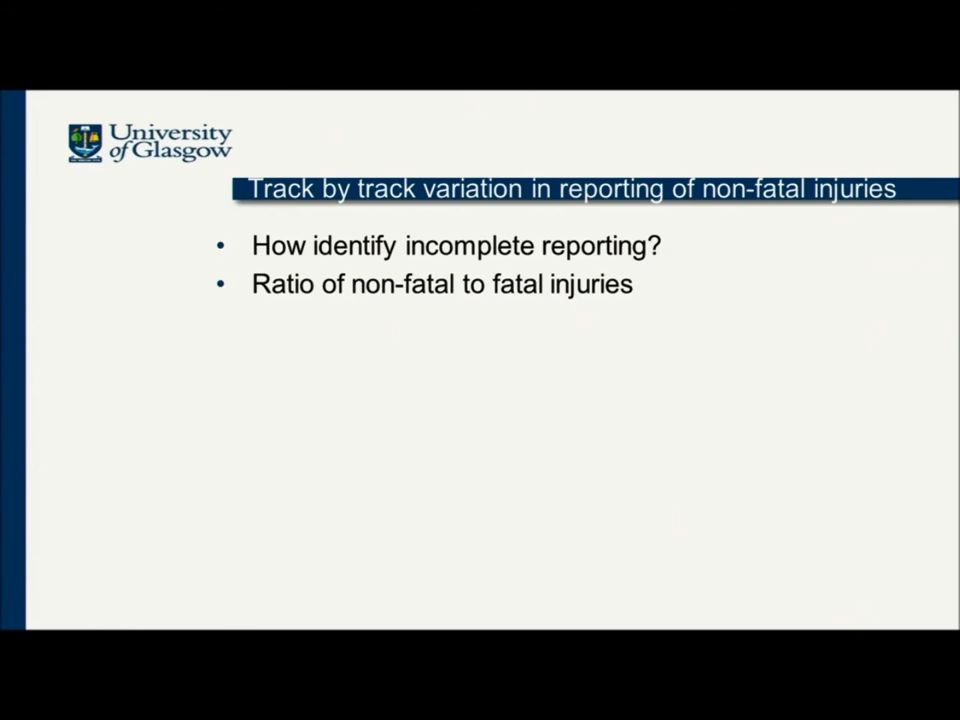 University
of Glasgow
Track by track variation in reporting of non-fatal injuries
• How identify incomplete reporting?
• Ratio of non-fatal to fatal injuries